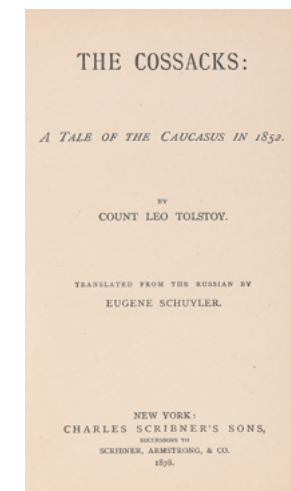 THE COSSACKS:
A TALE OF THE CAUCASUS IN 1852.
BY
COUNT LEO TOLSTOY.
TRANSLATED FROM THE RUSSIAN BY
EUGENE SCHUYLER.
NEW YORK:
CHARLES SCRIBNER'S SONS,
SUCCESSORS TO
SCRIBNER, ARMSTRONG, & CO.
1878.